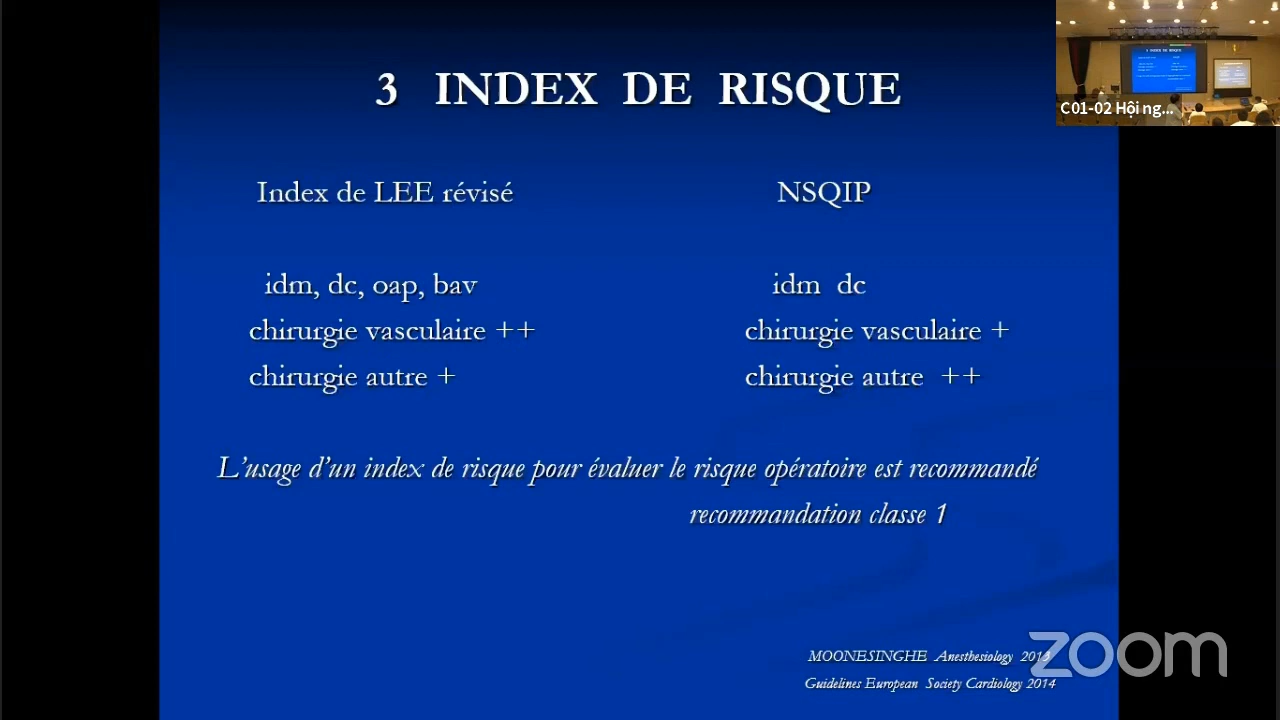 3 INDEX DE RISQUE
C01-02 Hội ng...
Index de LEE révisé NSQIP
idm, dc, oap, bav idm dc
chirurgie vasculaire ++ chirurgie vasculaire +
chirurgie autre + chirurgie autre ++
L'usage d'un index de risque pour évaluer le risque opératoire est recommandé
recommandation classe 1
MOONESINGHE Anesthesiology 2013
Guidelines European Society Cardiology 2014
zoom